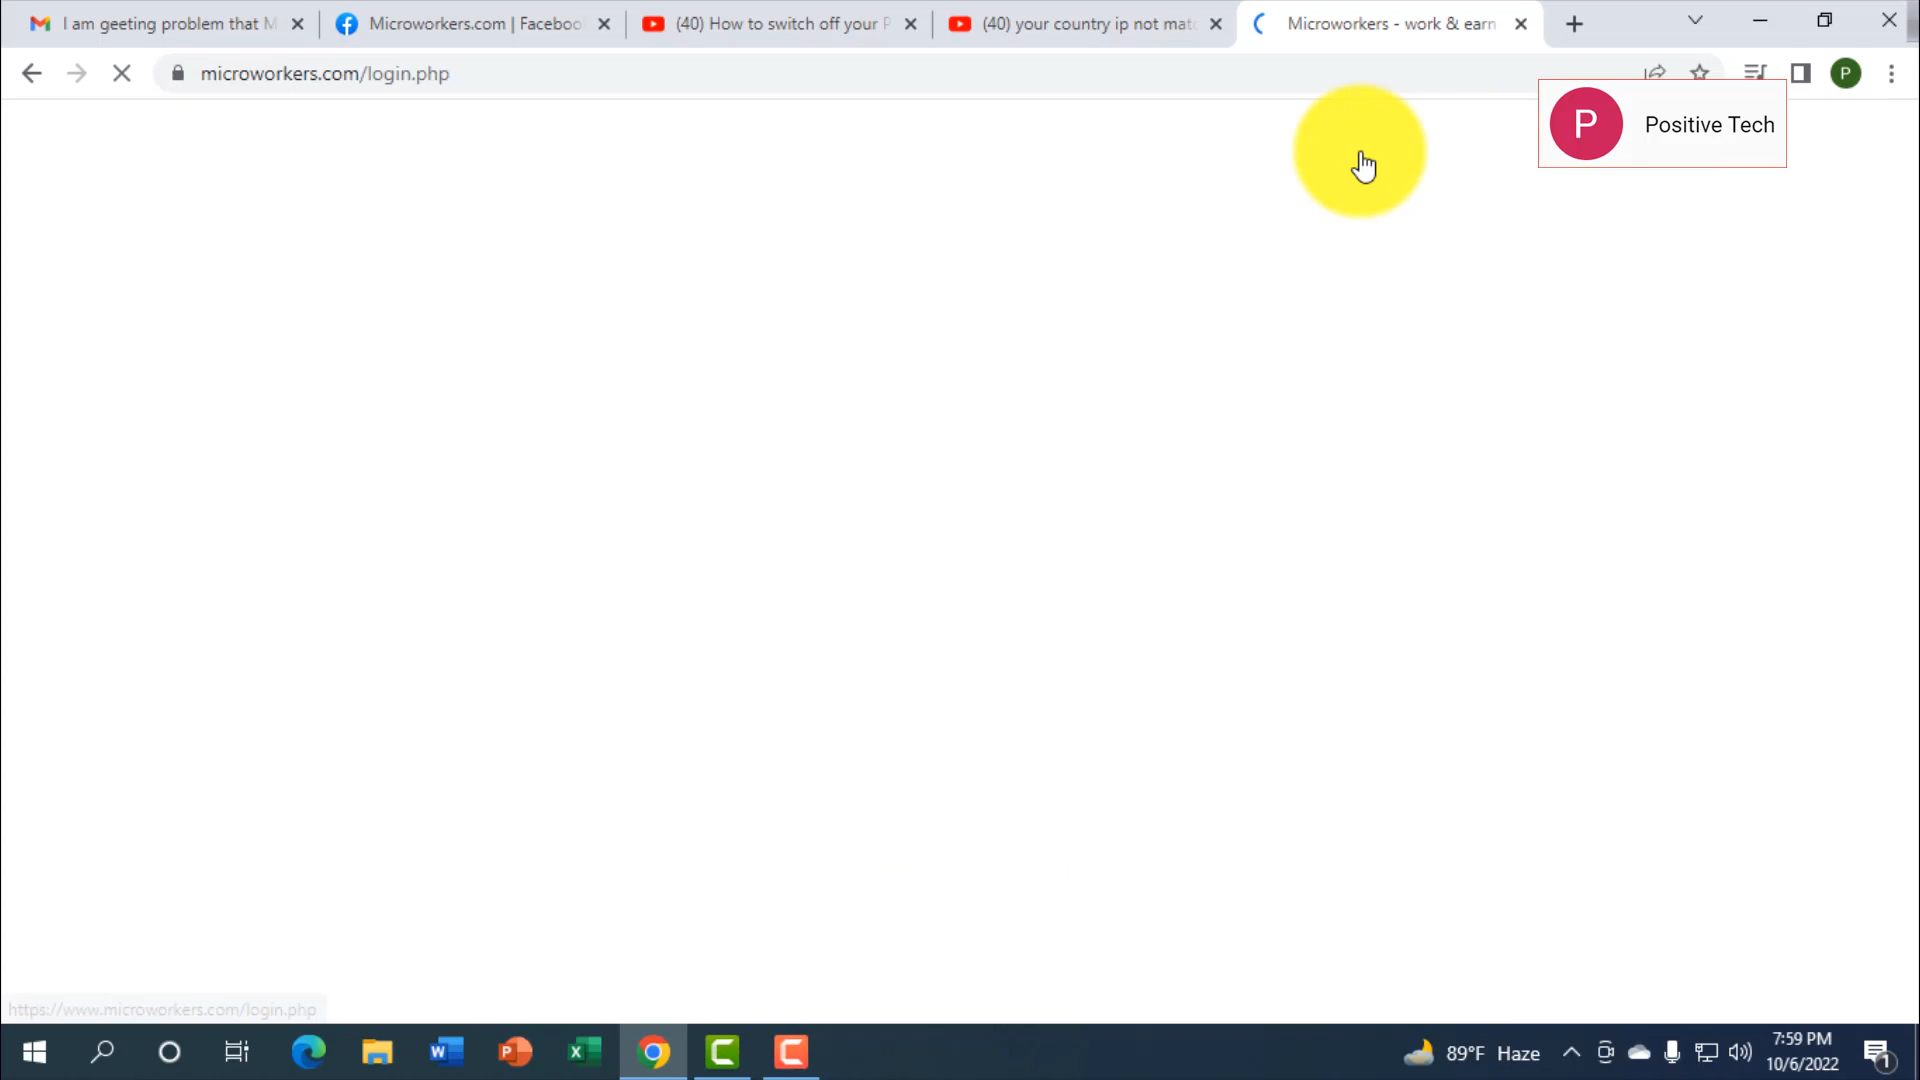 I am geeting problem that M
Microworkers.com | Faceboo
(40) How to switch off your P
(40) your country ip not mat
Microworkers - work & earn
microworkers.com/login.php
P
P
Positive Tech
https://www.microworkers.com/login.php
89°F Haze
7:59 PM
10/6/2022
1